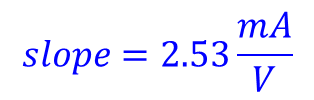 slope = 2.53 mA/V